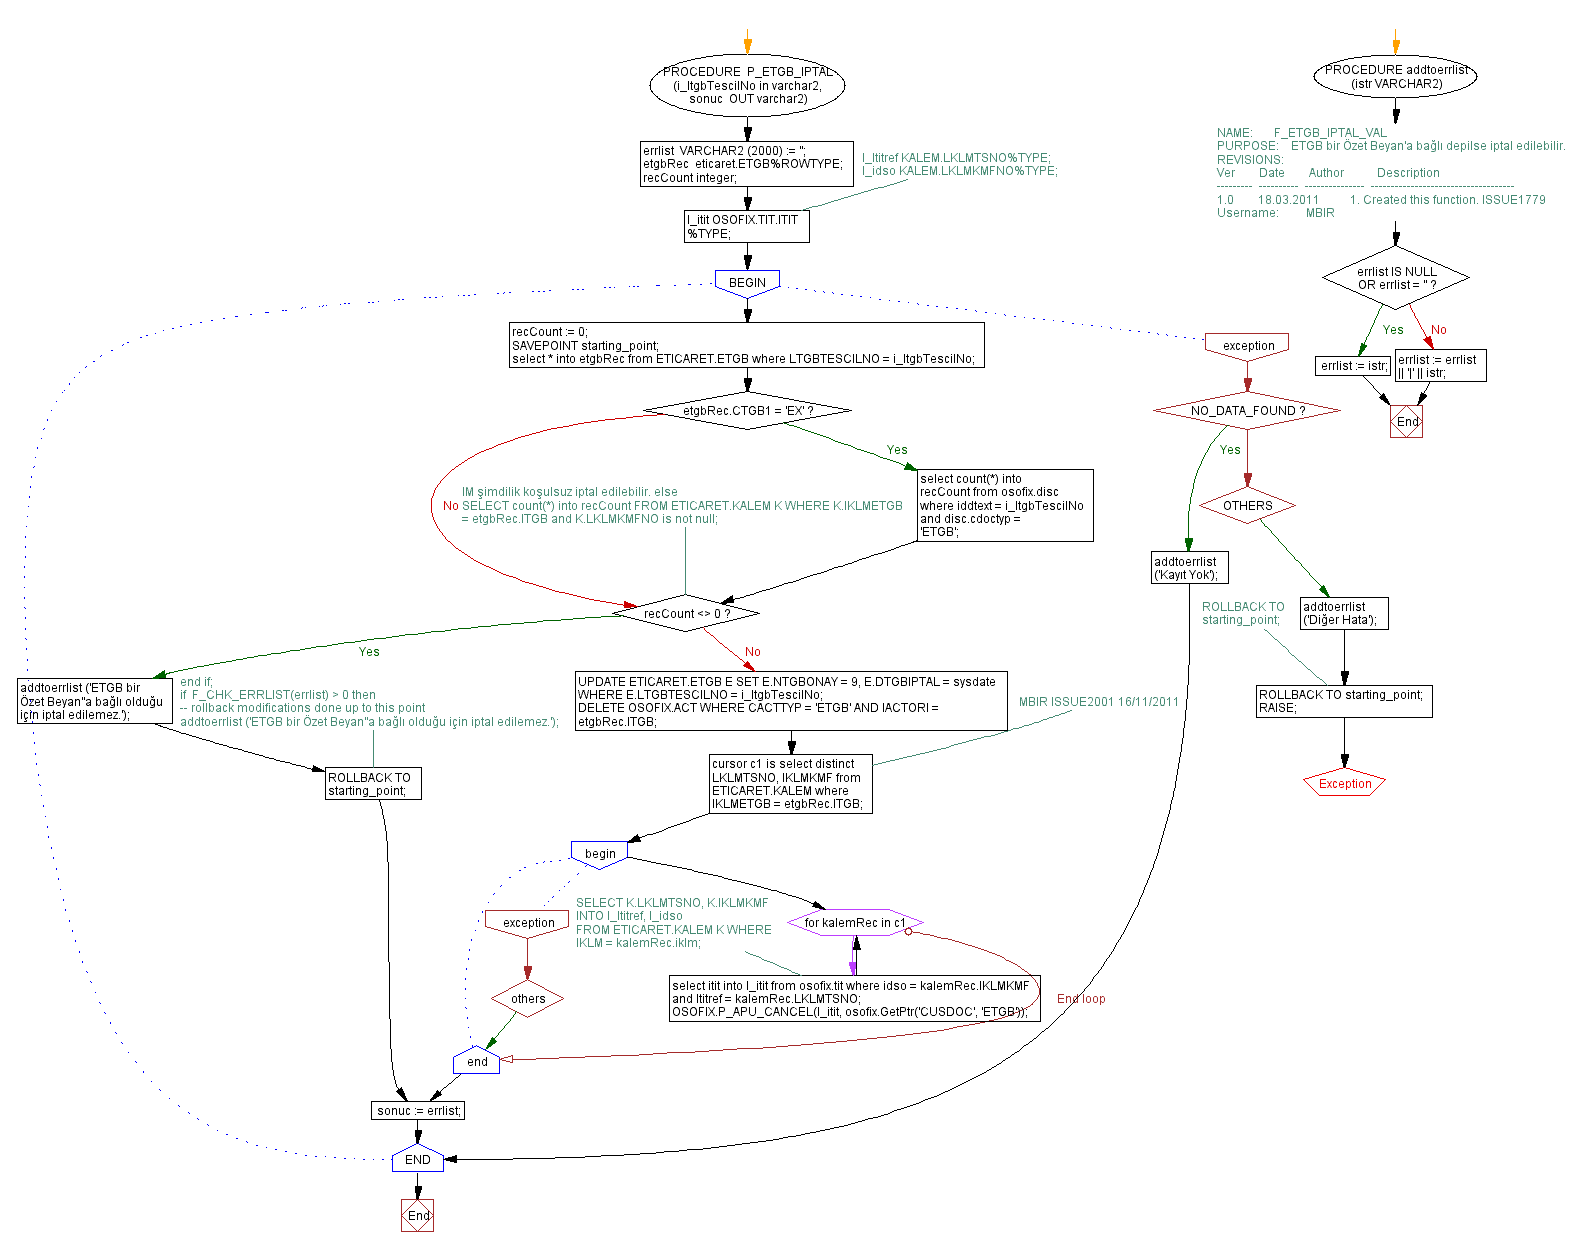 PROCEDURE  P_ETGB_IPTAL
(i_ltgbTescilNo in varchar2,
sonuc  OUT varchar2)
errlist  VARCHAR2 (2000) := '';
etgbRec  eticaret.ETGB%ROWTYPE;
recCount integer;
l_ltitref KALEM.LKLMTSNO%TYPE;
l_idso KALEM.LKLMKMFNO%TYPE;
l_itit OSOFIX.TIT.ITIT
%TYPE;
BEGIN
recCount := 0;
SAVEPOINT starting_point;
select * into etgbRec from ETICARET.ETGB where LTGBTESCILNO = i_ltgbTescilNo;
etgbRec.CTGB1 = 'EX' ?
Yes
select count(*) into
recCount from osofix.disc
where iddtext = i_ltgbTescilNo
and disc.cdoctyp =
'ETGB';
No
IM şimdilik koşulsuz iptal edilebilir. else
SELECT count(*) into recCount FROM ETICARET.KALEM K WHERE K.IKLMETGB
= etgbRec.ITGB and K.LKLMKMFNO is not null;
recCount <> 0 ?
Yes
No
addtoerrlist ('ETGB bir
Özet Beyan''a bağlı olduğu
için iptal edilemez.');
end if;
if  F_CHK_ERRLIST(errlist) > 0 then
-- rollback modifications done up to this point
addtoerrlist ('ETGB bir Özet Beyan''a bağlı olduğu için iptal edilemez.');
ROLLBACK TO
starting_point;
UPDATE ETICARET.ETGB E SET E.NTGBONAY = 9, E.DTGBIPTAL = sysdate
WHERE E.LTGBTESCILNO = i_ltgbTescilNo;
DELETE OSOFIX.ACT WHERE CACTTYP = 'ETGB' AND IACTORI =
etgbRec.ITGB;
MBIR ISSUE2001 16/11/2011
cursor c1 is select distinct
LKLMTSNO, IKLMKMF from
ETICARET.KALEM where
IKLMETGB = etgbRec.ITGB;
begin
exception
others
SELECT K.LKLMTSNO, K.IKLMKMF
INTO l_ltitref, l_idso
FROM ETICARET.KALEM K WHERE
IKLM = kalemRec.iklm;
for kalemRec in c1
select itit into l_itit from osofix.tit where idso = kalemRec.IKLMKMF
and ltitref = kalemRec.LKLMTSNO;
OSOFIX.P_APU_CANCEL(l_itit, osofix.GetPtr('CUSDOC', 'ETGB'));
End loop
end
sonuc := errlist;
END
End
exception
NO_DATA_FOUND ?
Yes
OTHERS
addtoerrlist
('Kayıt Yok');
addtoerrlist
('Diğer Hata');
ROLLBACK TO
starting_point;
ROLLBACK TO starting_point;
RAISE;
Exception
PROCEDURE addtoerrlist
(istr VARCHAR2)
NAME:      F_ETGB_IPTAL_VAL
PURPOSE:    ETGB bir Özet Beyan'a bağlı depilse iptal edilebilir.
REVISIONS:
Ver       Date       Author          Description
---------  ----------  ---------------  ------------------------------------
1.0       18.03.2011         1. Created this function. ISSUE1779
Username:        MBIR
errlist IS NULL
OR errlist = '' ?
Yes
No
errlist := istr;
errlist := errlist
|| '|' || istr;
End